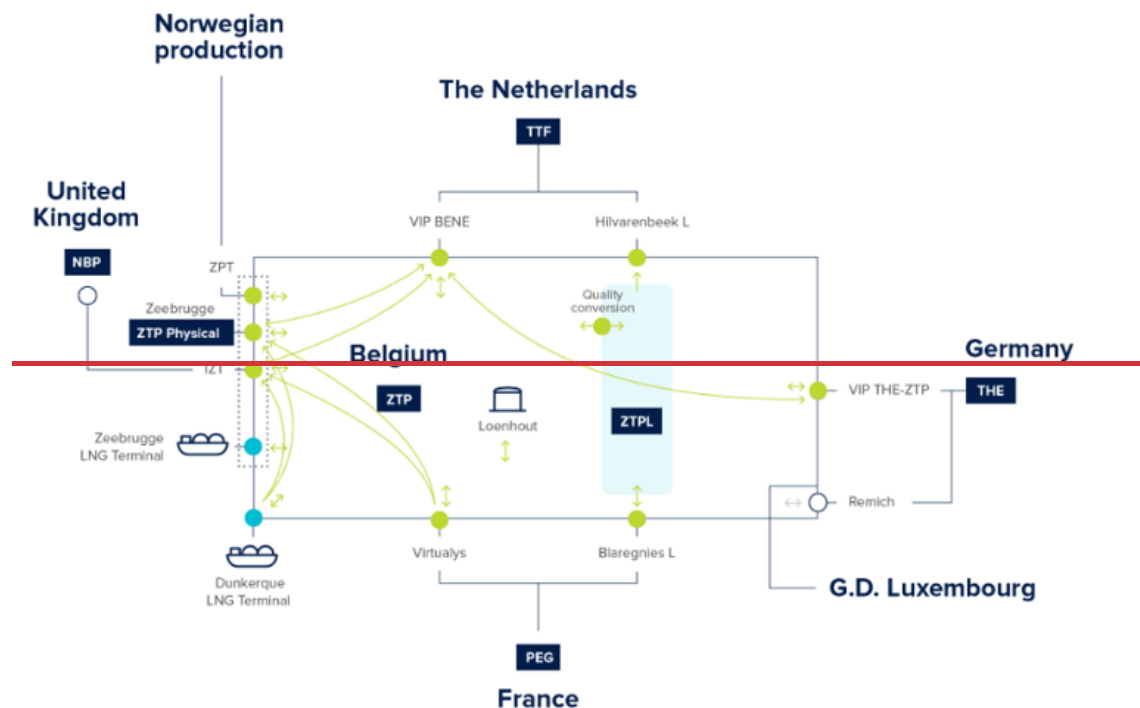 Norwegian
production
The Netherlands
TTF
United
Kingdom
NBP
VIP BENE
Hilvarenbeek L
ZPT
Zeebrugge
ZTP Physical
Quality
conversion
IZT
Belgium
ZTP
Loenhout
ZTPL
Germany
VIP THE-ZTP
THE
Zeebrugge
LNG Terminal
Remich
Virtualys
Blaregnies L
Dunkerque
LNG Terminal
G.D. Luxembourg
PEG
France